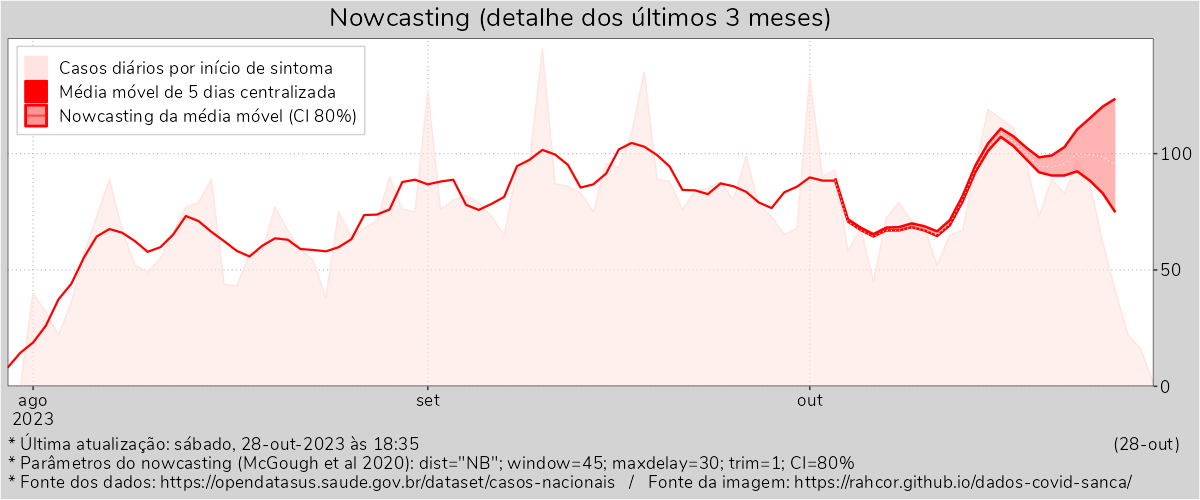 Nowcasting (detalhe dos últimos 3 meses)
Casos diários por início de sintoma
Média móvel de 5 dias centralizada
Nowcasting da média móvel (CI 80%)
100
50
0
ago
2023
set
out
* Última atualização: sábado, 28-out-2023 às 18:35
(28-out)
* Parâmetros do nowcasting (McGough et al 2020): dist="NB"; window=45; maxdelay=30; trim=1; CI=80%
* Fonte dos dados: https://opendatasus.saude.gov.br/dataset/casos-nacionais / Fonte da imagem: https://rahcor.github.io/dados-covid-sanca/